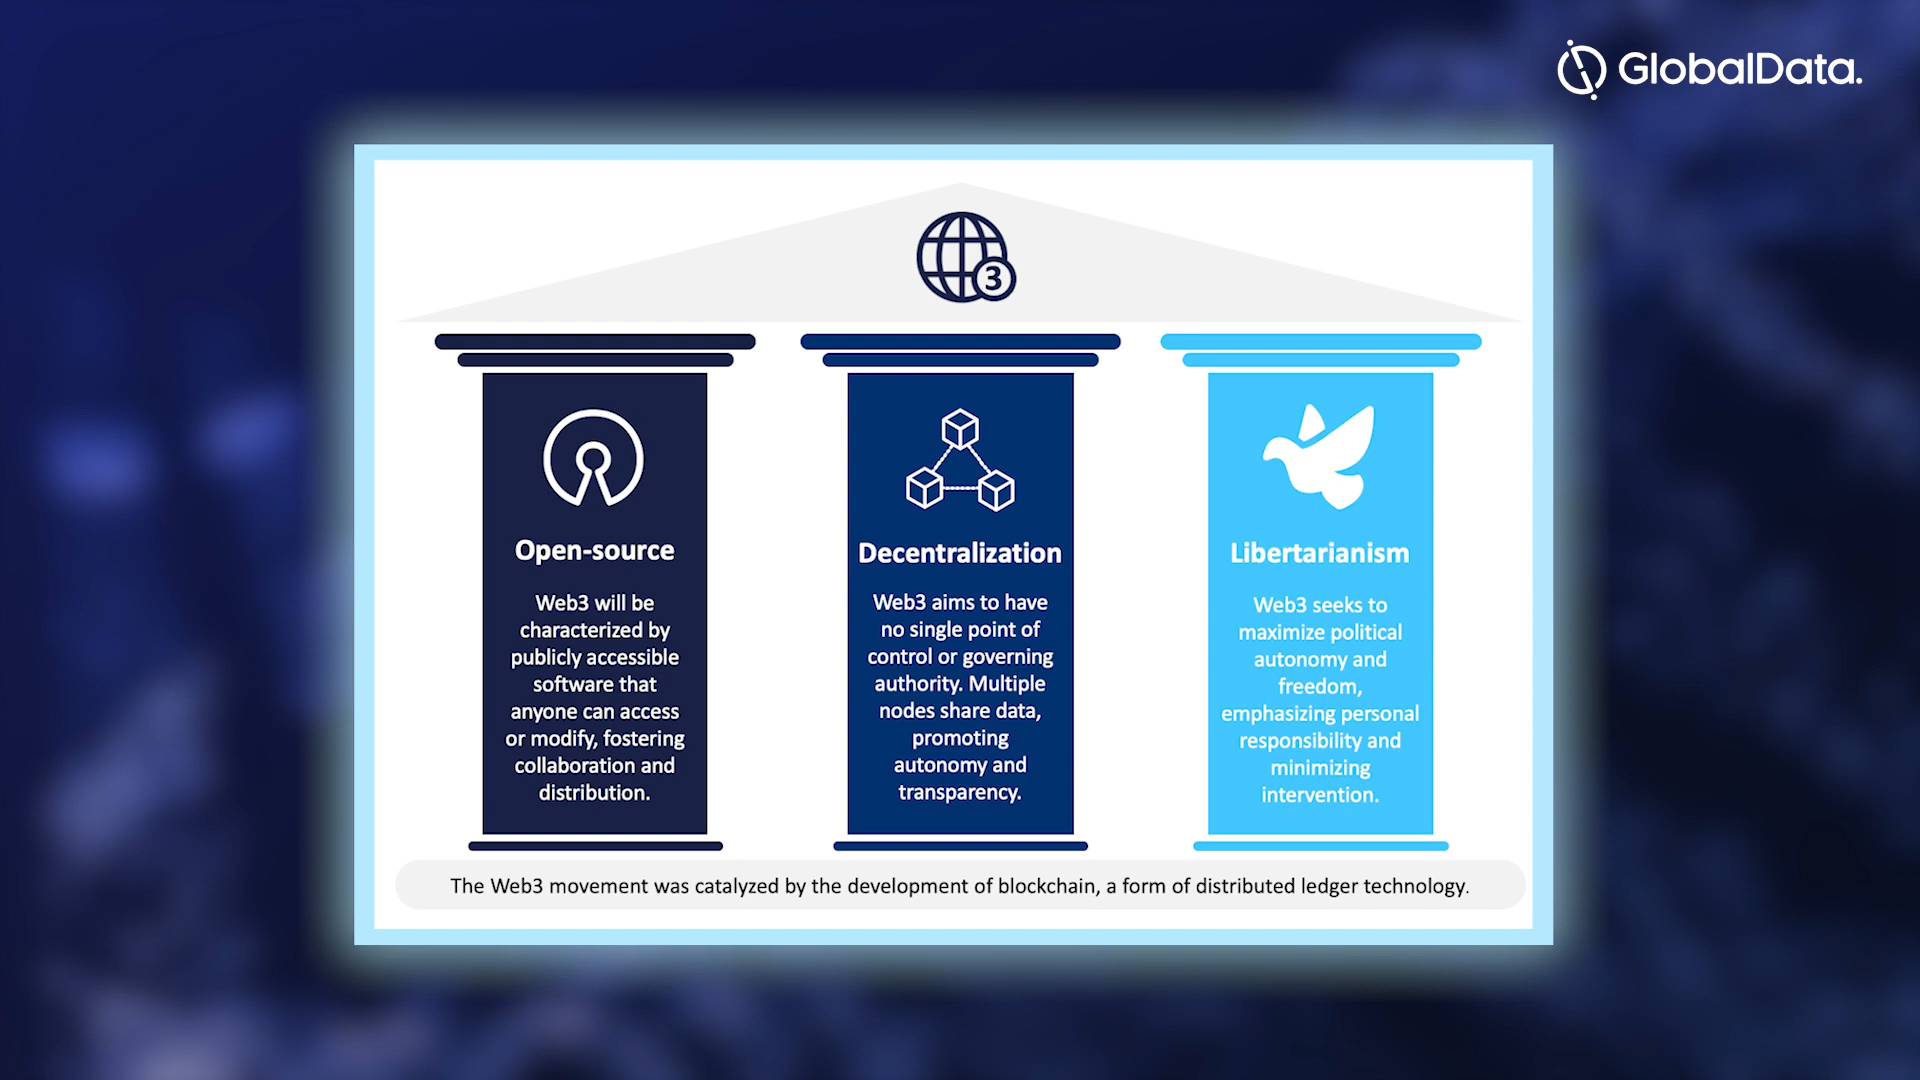 GlobalData.
3
Open-source
Web3 will be
characterized by
publicly accessible
software that
anyone can access
or modify, fostering
collaboration and
distribution.
Decentralization
Web3 aims to have
no single point of
control or governing
authority. Multiple
nodes share data,
promoting
autonomy and
transparency.
Libertarianism
Web3 seeks to
maximize political
autonomy and
freedom,
emphasizing personal
responsibility and
minimizing
intervention.
The Web3 movement was catalyzed by the development of blockchain, a form of distributed ledger technology.